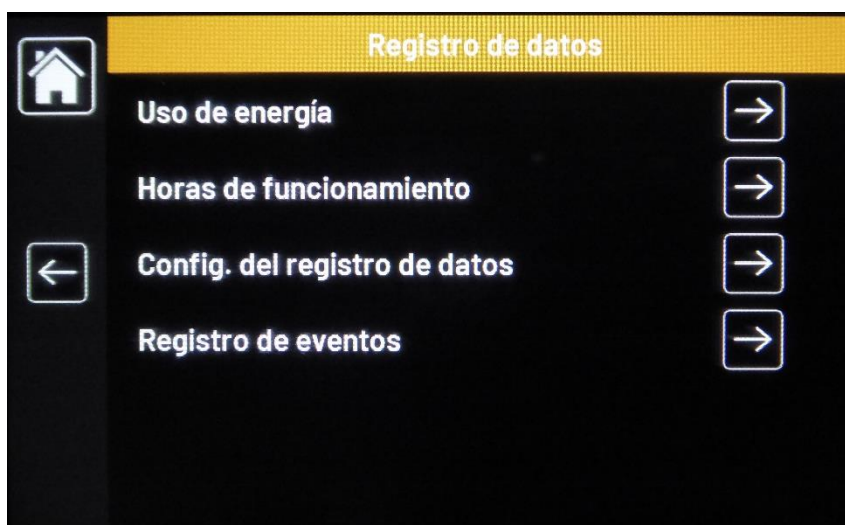 Registro de datos
Uso de energía
Horas de funcionamiento
Config. del registro de datos
Registro de eventos